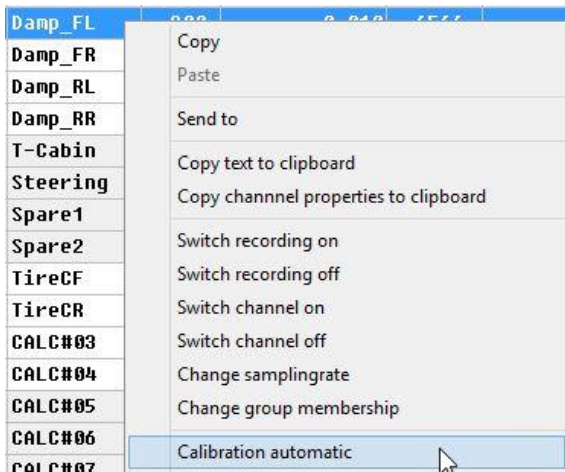 Damp_FL
Damp_FR
Damp_RL
Damp_RR
T-Cabin
Steering
Spare1
Spare2
TireCF
TireCR
CALC#03
CALC#04
CALC#05
CALC#06
CALC#07
Copy
Paste
Send to
Copy text to clipboard
Copy channnel properties to clipboard
Switch recording on
Switch recording off
Switch channel on
Switch channel off
Change samplingrate
Change group membership
Calibration automatic